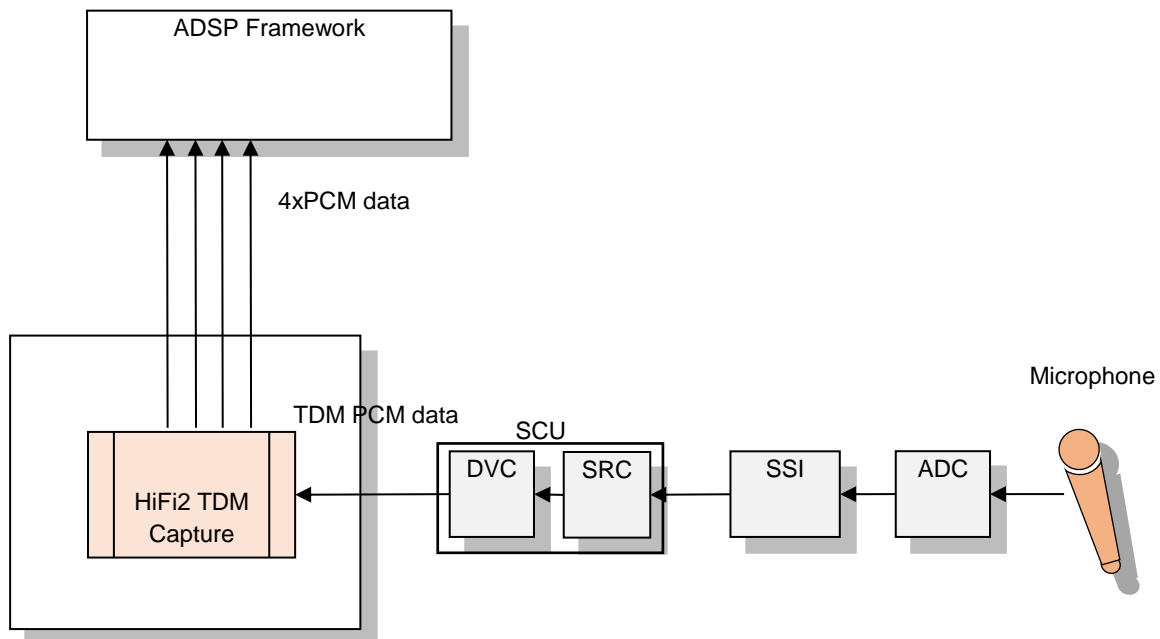 ADSP Framework
4xPCM data
Microphone
TDM PCM data
SCU
DVC
SRC
SSI
ADC
HiFi2 TDM
Capture